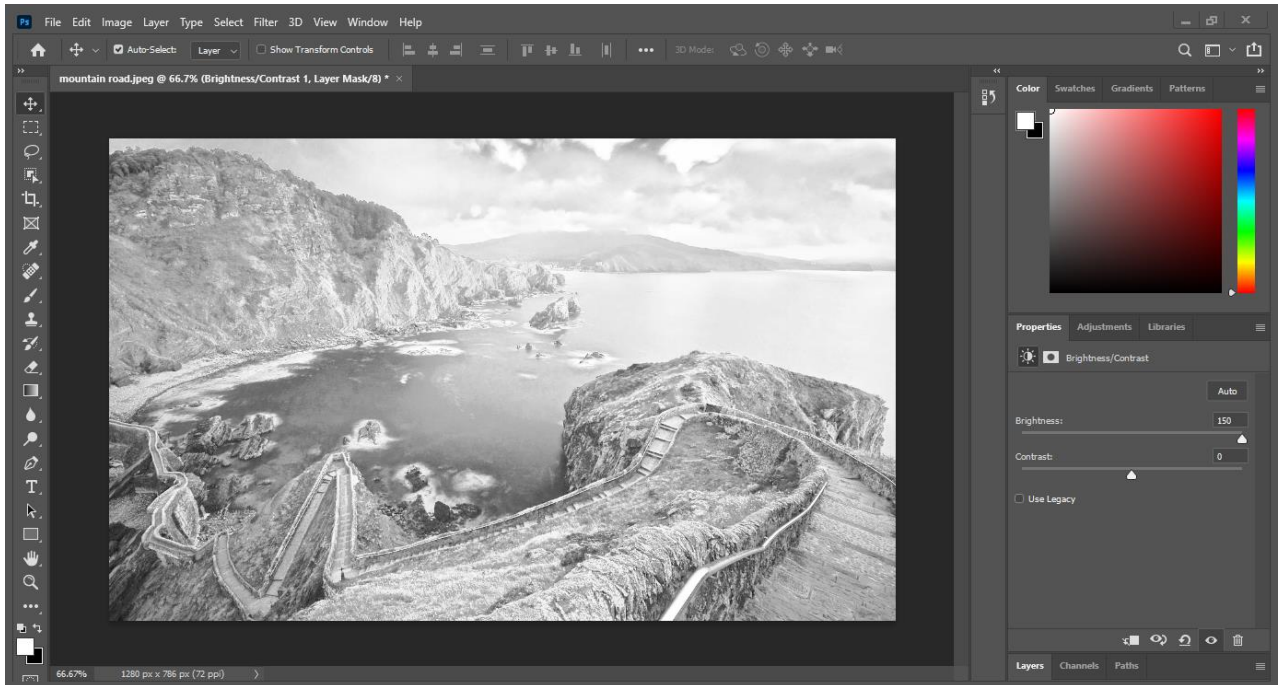 Ps File Edit Image Layer Type Select Filter 3D View Window Help
Auto-Select: Layer Show Transform Controls 3D Mode:
mountain road.jpeg @ 66.7% (Brightness/Contrast 1, Layer Mask/8) * ×
Color Swatches Gradients Patterns
Properties Adjustments Libraries
Brightness/Contrast
Auto
Brightness: 150
Contrast: 0
Use Legacy
T
66.67% 1280 px x 786 px (72 ppi)
Layers Channels Paths